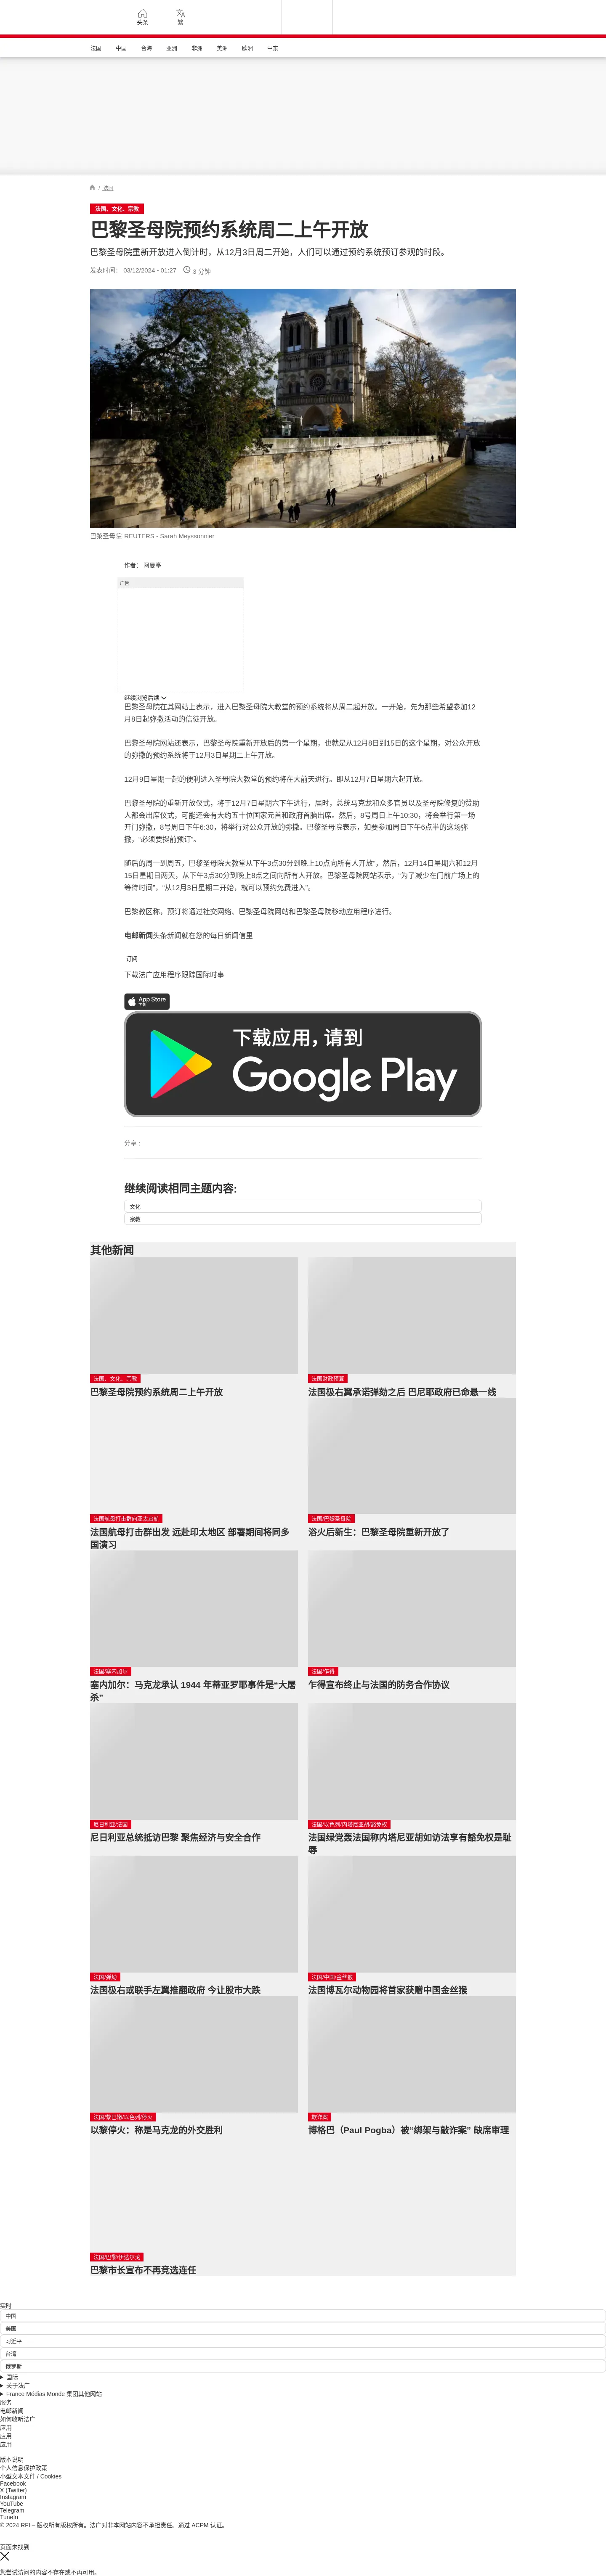 头条
繁
法国
中国
台海
亚洲
非洲
美洲
欧洲
中东
/ 法国
法国、文化、宗教
巴黎圣母院预约系统周二上午开放
巴黎圣母院重新开放进入倒计时，从12月3日周二开始，人们可以通过预约系统预订参观的时段。
发表时间： 03/12/2024 - 01:27
3 分钟
巴黎圣母院 REUTERS - Sarah Meyssonnier
作者： 阿曼亭
广告
继续浏览后续
巴黎圣母院在其网站上表示，进入巴黎圣母院大教堂的预约系统将从周二起开放。一开始，先为那些希望参加12
月8日起弥撒活动的信徒开放。
巴黎圣母院网站还表示，巴黎圣母院重新开放后的第一个星期，也就是从12月8日到15日的这个星期，对公众开放
的弥撒的预约系统将于12月3日星期二上午开放。
12月9日星期一起的便利进入圣母院大教堂的预约将在大前天进行。即从12月7日星期六起开放。
巴黎圣母院的重新开放仪式，将于12月7日星期六下午进行，届时，总统马克龙和众多官员以及圣母院修复的赞助
人都会出席仪式，可能还会有大约五十位国家元首和政府首脑出席。然后，8号周日上午10:30，将会举行第一场
开门弥撒，8号周日下午6:30，将举行对公众开放的弥撒。巴黎圣母院表示，如要参加周日下午6点半的这场弥
撒，“必须要提前预订”。
随后的周一到周五，巴黎圣母院大教堂从下午3点30分到晚上10点向所有人开放”，然后，12月14日星期六和12月
15日星期日两天，从下午3点30分到晚上8点之间向所有人开放。巴黎圣母院网站表示，“为了减少在门前广场上的
等待时间”，“从12月3日星期二开始，就可以预约免费进入”。
巴黎教区称，预订将通过社交网络、巴黎圣母院网站和巴黎圣母院移动应用程序进行。
电邮新闻头条新闻就在您的每日新闻信里
订阅
下载法广应用程序跟踪国际时事
App Store
下载
下载应用，请到
Google Play
分享 :
继续阅读相同主题内容:
文化
宗教
其他新闻
法国、文化、宗教
巴黎圣母院预约系统周二上午开放
法国财政预算
法国极右翼承诺弹劾之后 巴尼耶政府已命悬一线
法国航母打击群向亚太启航
法国航母打击群出发 远赴印太地区 部署期间将同多
国演习
法国/巴黎圣母院
浴火后新生：巴黎圣母院重新开放了
法国/塞内加尔
塞内加尔：马克龙承认 1944 年蒂亚罗耶事件是“大屠
杀”
法国/乍得
乍得宣布终止与法国的防务合作协议
尼日利亚/法国
尼日利亚总统抵访巴黎 聚焦经济与安全合作
法国/以色列/内塔尼亚胡/豁免权
法国绿党轰法国称内塔尼亚胡如访法享有豁免权是耻
辱
法国/弹劾
法国极右或联手左翼推翻政府 今让股市大跌
法国/中国/金丝猴
法国博瓦尔动物园将首家获赠中国金丝猴
法国/黎巴嫩/以色列/停火
以黎停火：称是马克龙的外交胜利
欺诈案
博格巴（Paul Pogba）被“绑架与敲诈案” 缺席审理
法国/巴黎/伊达尔戈
巴黎市长宣布不再竞选连任
实时
中国
美国
习近平
台湾
俄罗斯
国际
关于法广
France Médias Monde 集团其他网站
服务
电邮新闻
如何收听法广
应用
应用
应用
版本说明
个人信息保护政策
小型文本文件 / Cookies
Facebook
X (Twitter)
Instagram
YouTube
Telegram
TuneIn
© 2024 RFI – 版权所有版权所有。法广对非本网站内容不承担责任。通过 ACPM 认证。
页面未找到
您尝试访问的内容不存在或不再可用。